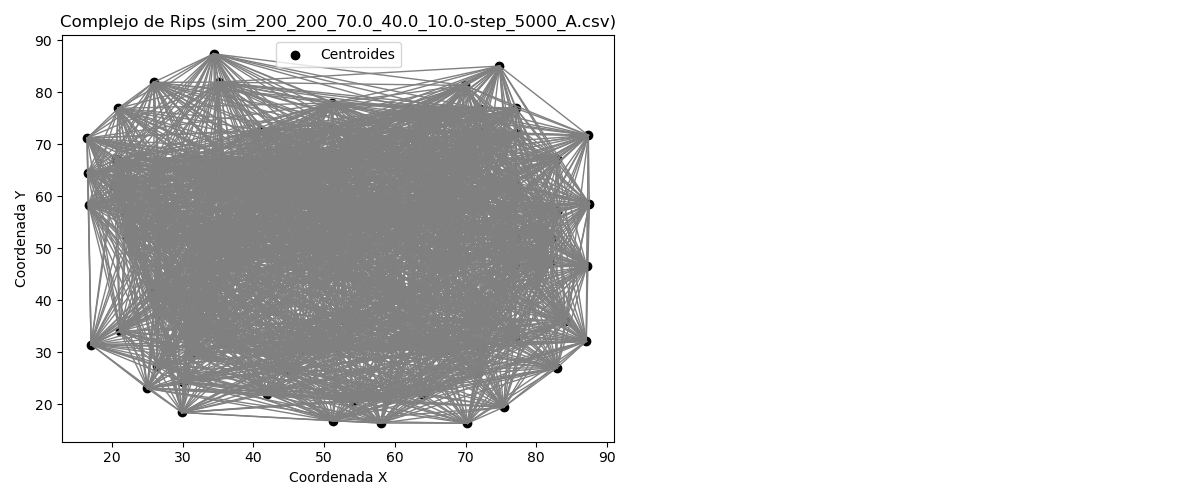 Complejo de Rips (sim_200_200_70.0_40.0_10.0-step_5000_A.csv)
Centroides
90
80
70
60
50
40
30
20
Coordenada Y
20 30 40 50 60 70 80 90
Coordenada X